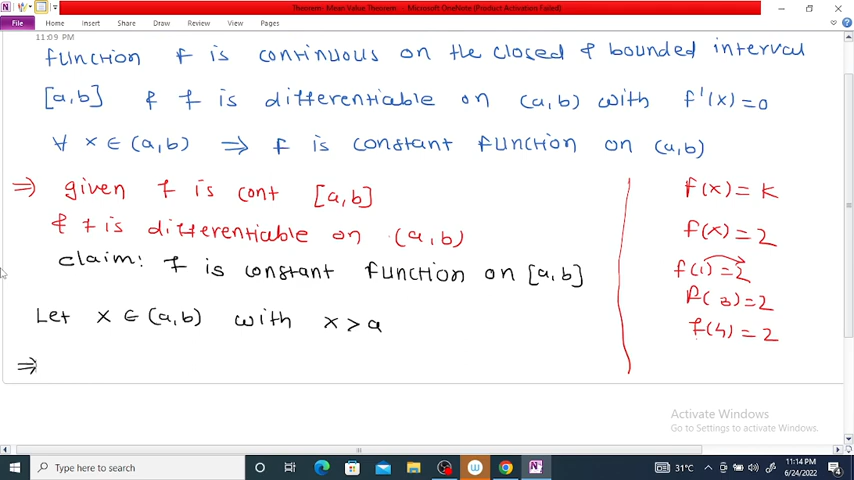 Theorem- Mean Value Theorem - Microsoft OneNote (Product Activation Failed)
File Home Insert Draw Share Review View Pages
11:09 PM
function f is continuous on the closed & bounded interval
[a,b] & f is differentiable on (a,b) with f'(x)=0
∀ x ∈ (a,b) ⇒ f is constant function on (a,b)
⇒ given f is cont [a,b]
& f is differentiable on (a,b)
claim: f is constant function on [a,b]
Let x ∈ (a,b) with x > a
⇒
f(x) = K
f(x) = 2
f(1) = 2
f(3) = 2
f(4) = 2
Activate Windows
Go to Settings to activate Windows.
Type here to search
31°C
11:14 PM
6/24/2022